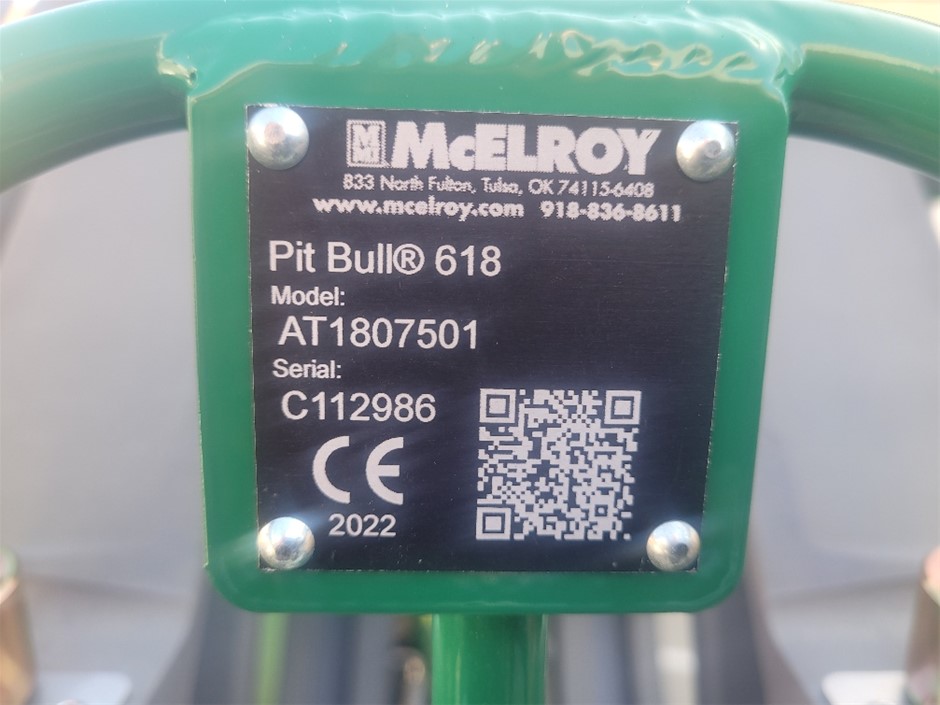 M
MD
McELROY
833 North Fulton, Tulsa, OK 74115-6408
www.mcelroy.com 918-836-8611
Pit Bull® 618
Model:
AT1807501
Serial:
C112986
CE
2022